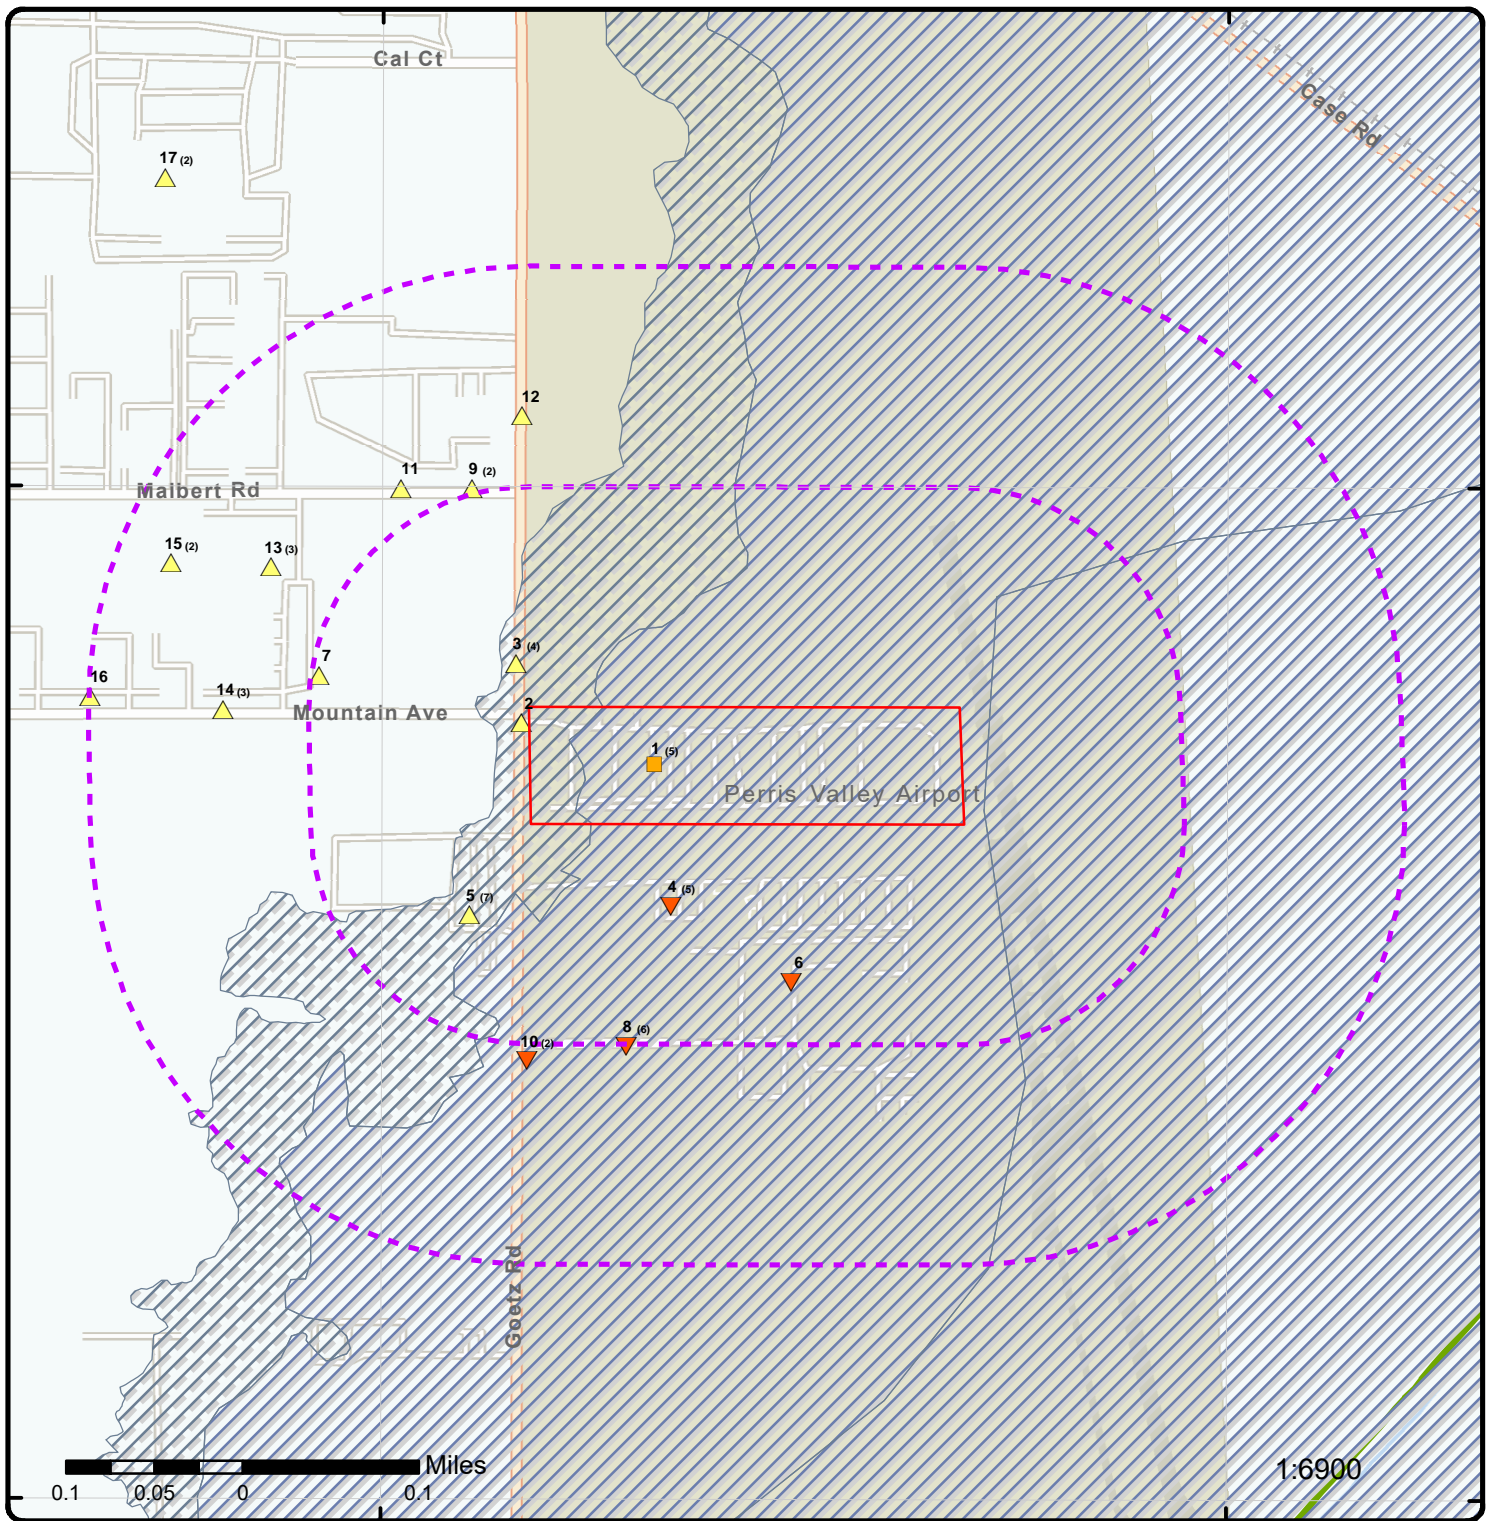 Cal Ct
Case Rd
17 (2)
12
11
9 (2)
Maibert Rd
15 (2)
13 (3)
3 (4)
7
16
14 (3)
Mountain Ave
2
1 (5)
Perris Valley Airport
4 (5)
5 (7)
6
8 (6)
10 (2)
Goetz Rd
Miles
0.1 0.05 0 0.1
1:6900